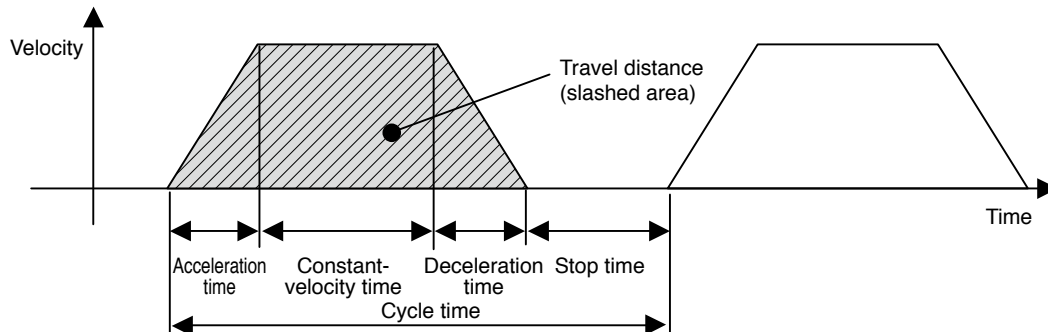 Velocity
Travel distance
(slashed area)
Time
Acceleration
time
Constant-
velocity time
Deceleration
time
Stop time
Cycle time